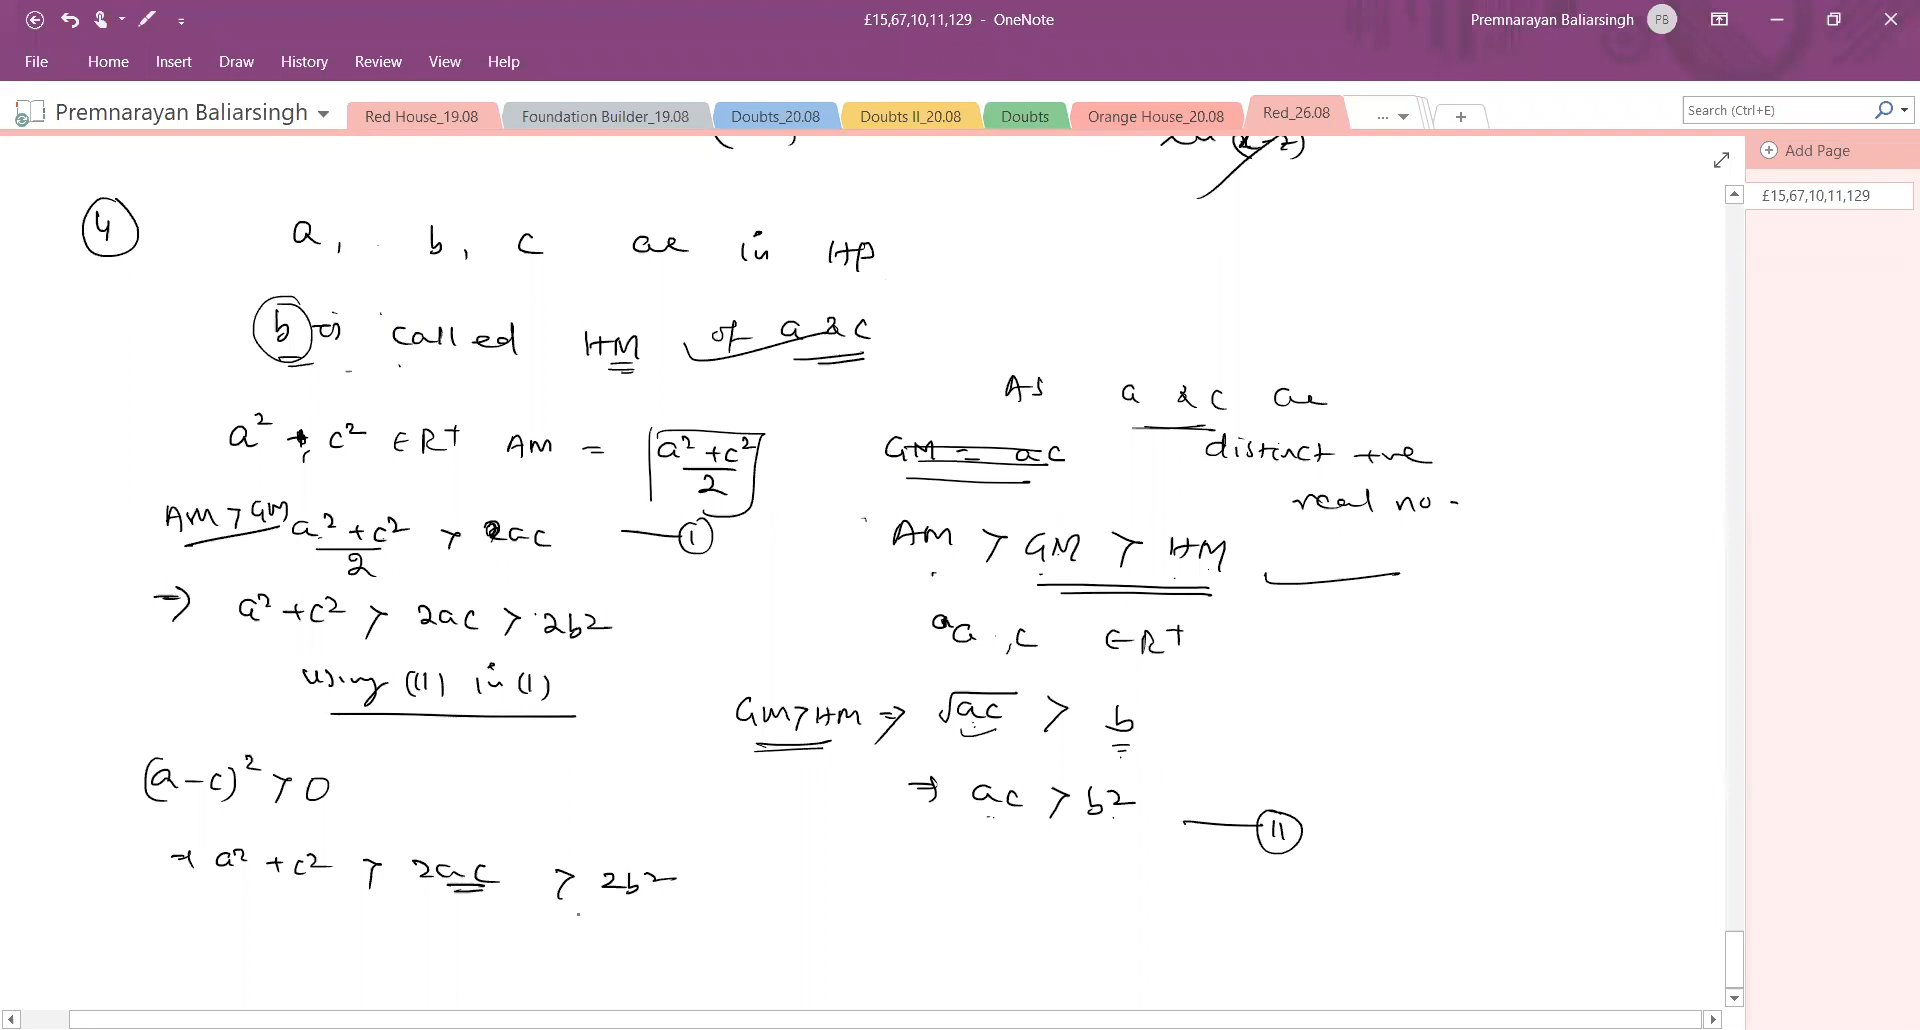 £15,67,10,11,129 - OneNote
Premnarayan Baliarsingh PB
File Home Insert Draw History Review View Help
Premnarayan Baliarsingh
Red House_19.08 Foundation Builder_19.08 Doubts_20.08 Doubts II_20.08 Doubts Orange House_20.08 Red_26.08 ... +
Search (Ctrl+E)
Add Page
£15,67,10,11,129
(x-z)
4 a, b, c are in HP
b is called HM of a & c
As a & c are
distinct +ve
real no.
a² , c² ∈ R⁺ AM = (a² + c²)/2
GM = ac
AM > GM (a² + c²)/2 > ac — (I)
AM > GM > HM
⇒ a² + c² > 2ac > 2b²
a, c ∈ R⁺
using (II) in (I)
GM > HM ⇒ √ac > b
(a - c)² > 0
⇒ ac > b² — (II)
⇒ a² + c² > 2ac > 2b²